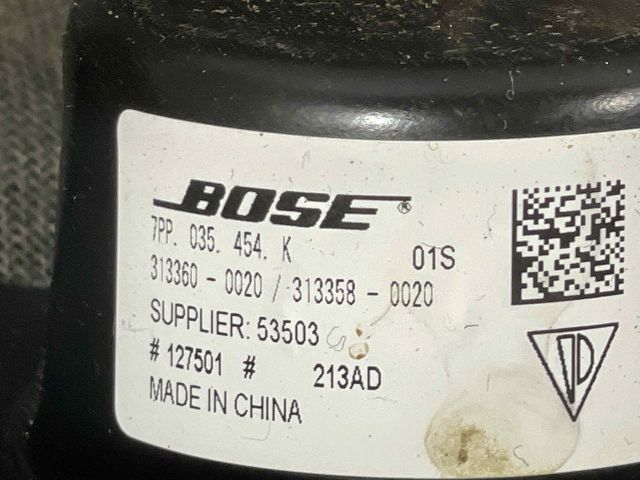 BOSE®
7PP. 035. 454. K 01S
313360 - 0020 / 313358 - 0020
SUPPLIER: 53503
# 127501 # 213AD
MADE IN CHINA